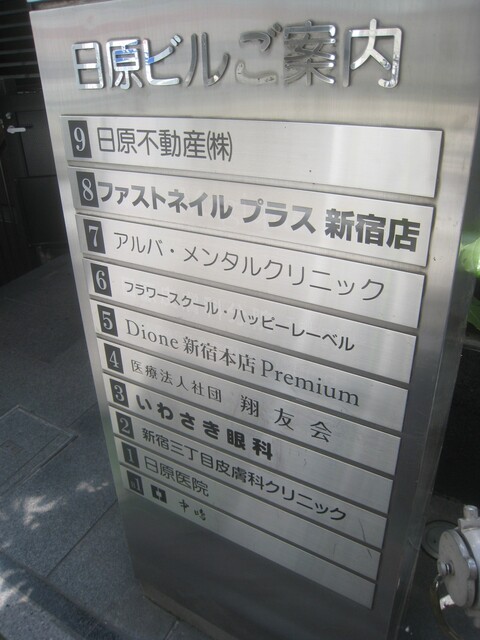 日原ビルご案内
9 日原不動産㈱
8 ファストネイル プラス 新宿店
7 アルバ・メンタルクリニック
6 フラワースクール・ハッピーレーベル
5 Dione 新宿本店 Premium
4 医療法人社団 翔友会
3 いわさき眼科
2 新宿三丁目皮膚科クリニック
1 日原医院